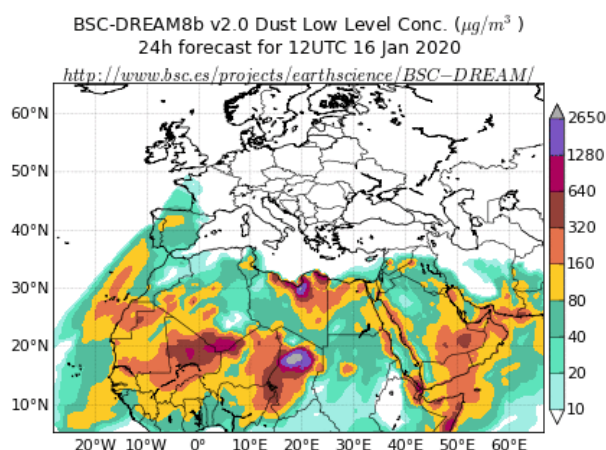 BSC-DREAM8b v2.0 Dust Low Level Conc. (μg/m³ )
24h forecast for 12UTC 16 Jan 2020
http://www.bsc.es/projects/earthscience/BSC−DREAM/
60°N
50°N
40°N
30°N
20°N
10°N
20°W 10°W 0° 10°E 20°E 30°E 40°E 50°E 60°E
2650
1280
640
320
160
80
40
20
10